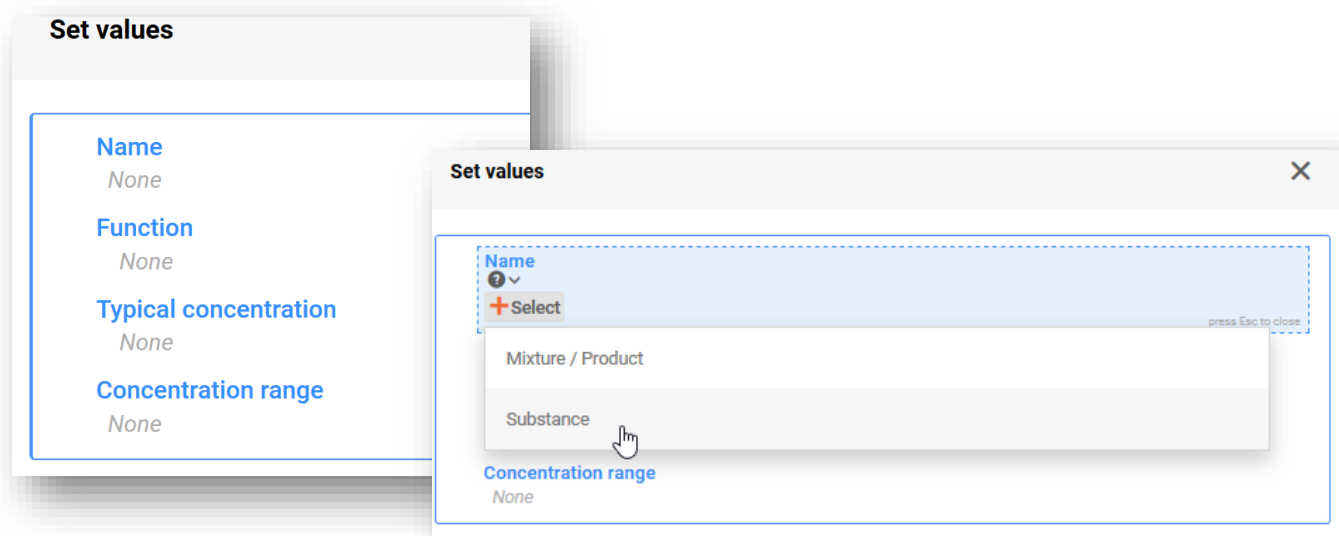 Set values
Name
None
Function
None
Typical concentration
None
Concentration range
None
Set values
Name
Select
press Esc to close
Mixture / Product
Substance
Concentration range
None